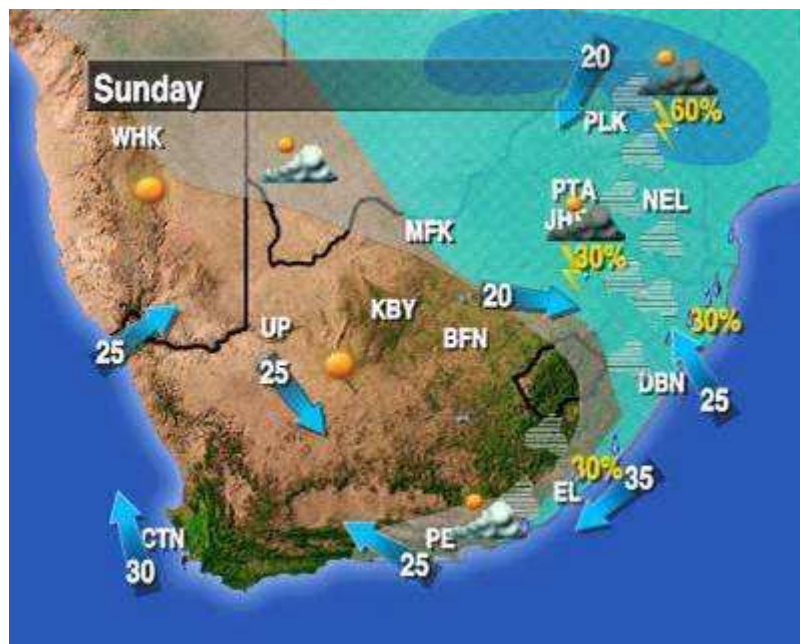 20
Sunday
60%
PLK
WHK
PTA
NEL
JHB
MFK
30%
20
KBY
30%
UP
BFN
25
25
DBN
25
30%
35
EL
CTN
PE
25
30